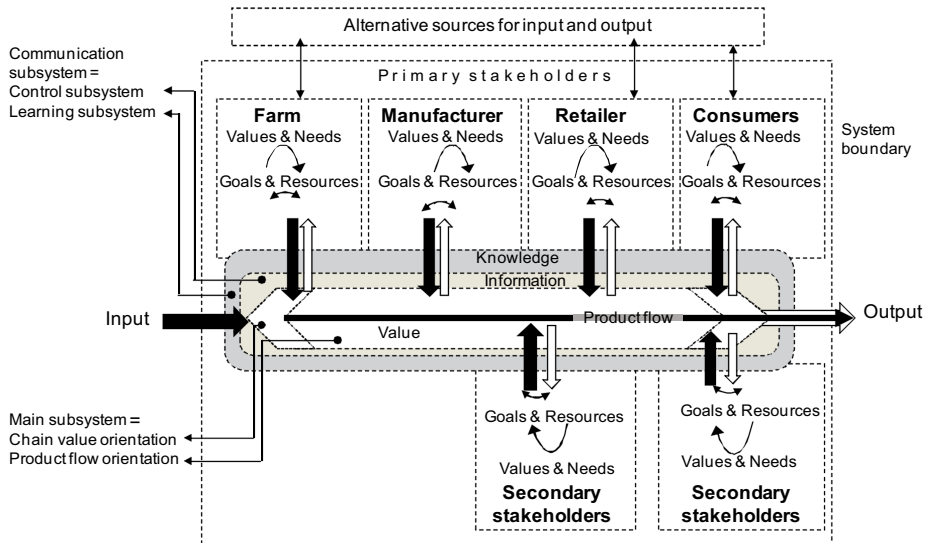 Alternative sources for input and output
Communication
subsystem =
Control subsystem
Learning subsystem
Primary stakeholders
System
boundary
Farm
Values & Needs
Goals & Resources
Manufacturer
Values & Needs
Goals & Resources
Retailer
Values & Needs
Goals & Resources
Consumers
Values & Needs
Goals & Resources
Knowledge
Information
Input
Product flow
Value
Output
Main subsystem =
Chain value orientation
Product flow orientation
Goals & Resources
Values & Needs
Secondary
stakeholders
Goals & Resources
Values & Needs
Secondary
stakeholders